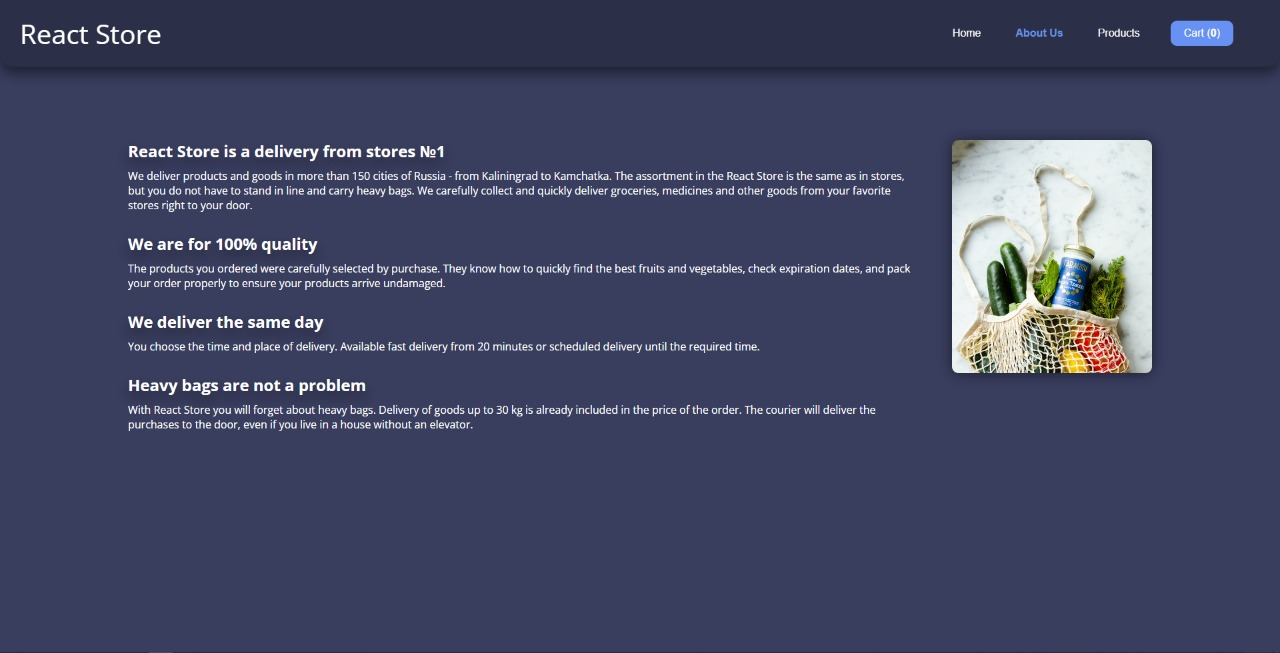 React Store
Home
About Us
Products
Cart (0)
React Store is a delivery from stores №1
We deliver products and goods in more than 150 cities of Russia - from Kaliningrad to Kamchatka. The assortment in the React Store is the same as in stores,
but you do not have to stand in line and carry heavy bags. We carefully collect and quickly deliver groceries, medicines and other goods from your favorite
stores right to your door.
We are for 100% quality
The products you ordered were carefully selected by purchase. They know how to quickly find the best fruits and vegetables, check expiration dates, and pack
your order properly to ensure your products arrive undamaged.
We deliver the same day
You choose the time and place of delivery. Available fast delivery from 20 minutes or scheduled delivery until the required time.
Heavy bags are not a problem
With React Store you will forget about heavy bags. Delivery of goods up to 30 kg is already included in the price of the order. The courier will deliver the
purchases to the door, even if you live in a house without an elevator.